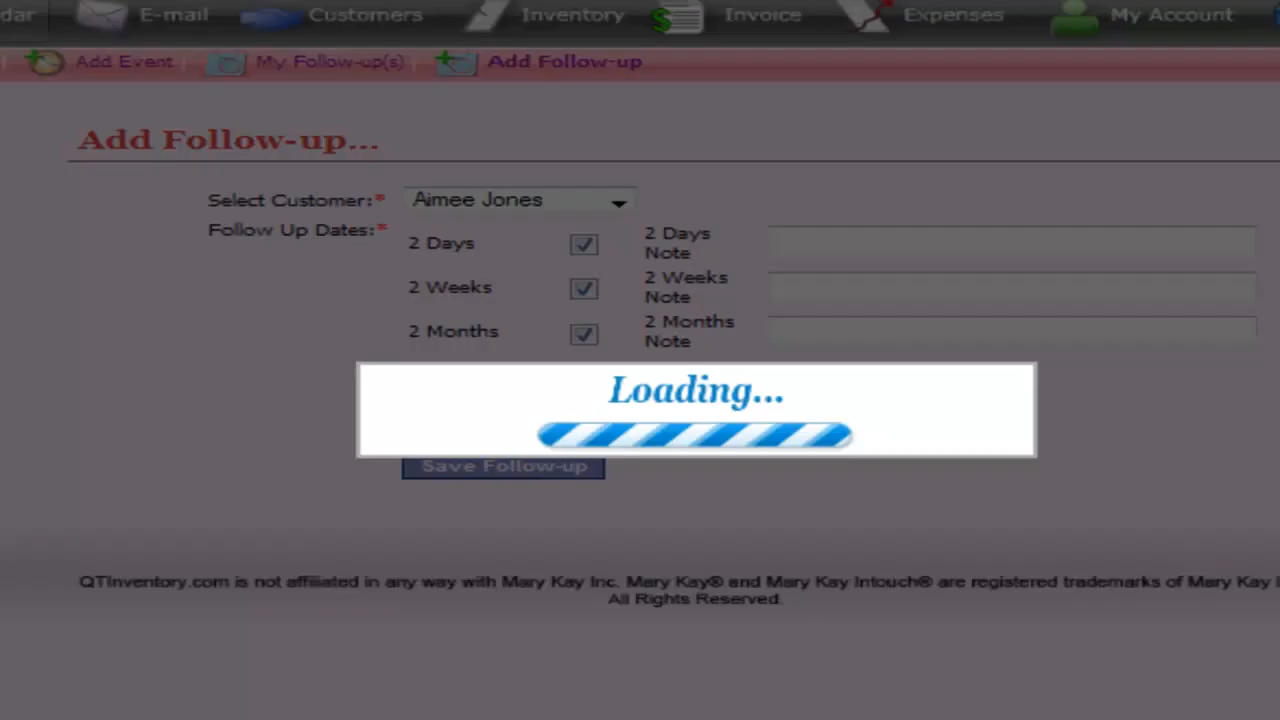 dar E-mail Customers Inventory Invoice Expenses My Account
Add Event My Follow-up(s) Add Follow-up
Add Follow-up...
Select Customer:* Aimee Jones
Follow Up Dates:*
2 Days 2 Days Note
2 Weeks 2 Weeks Note
2 Months 2 Months Note
Loading...
Save Follow-up
QTInventory.com is not affiliated in any way with Mary Kay Inc. Mary Kay® and Mary Kay Intouch® are registered trademarks of Mary Kay I
All Rights Reserved.